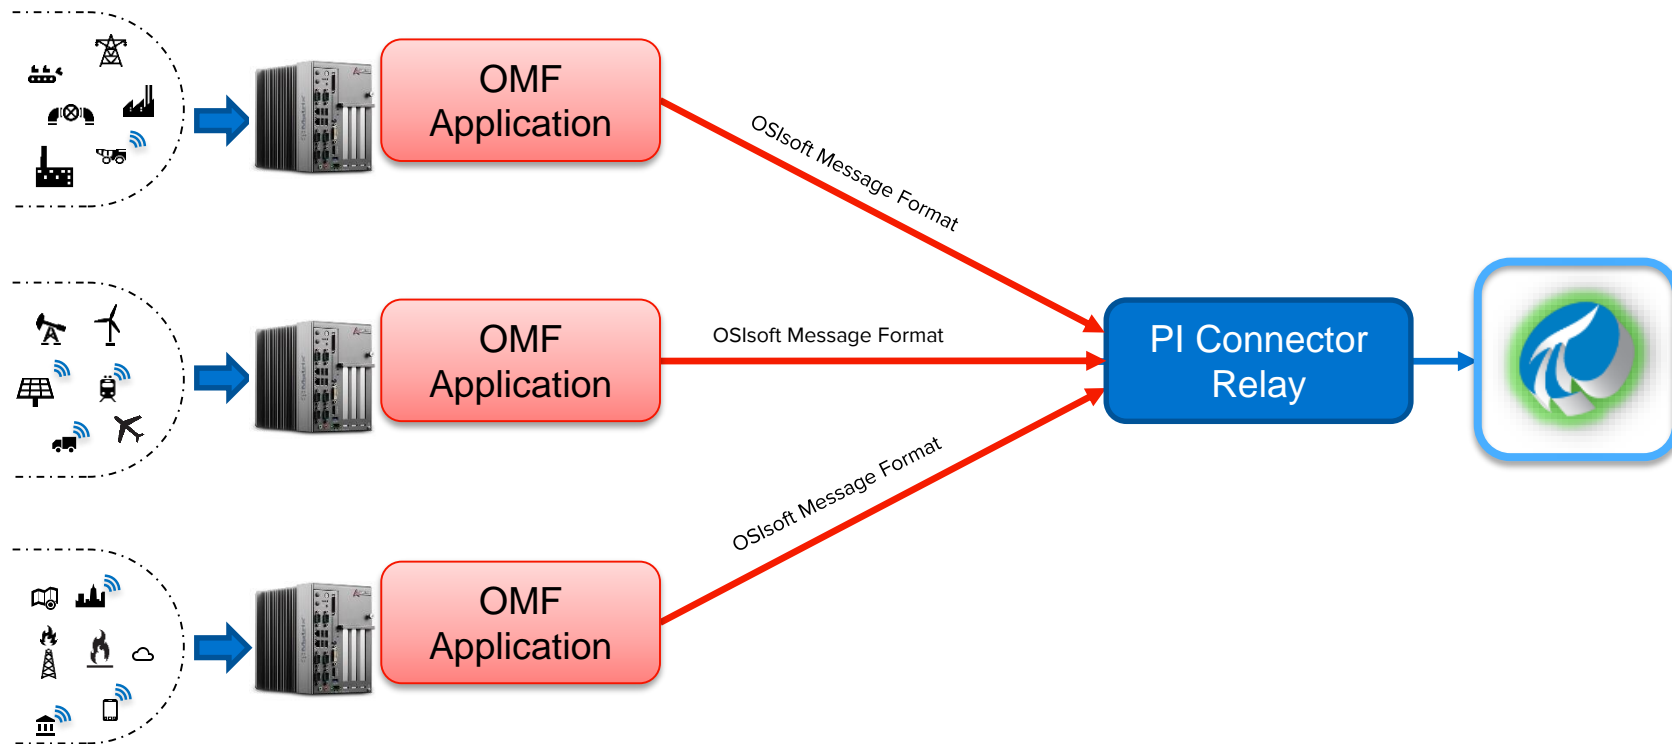 OMF
Application
OSIsoft Message Format
OMF
Application
OSIsoft Message Format
PI Connector
Relay
OSIsoft Message Format
OMF
Application